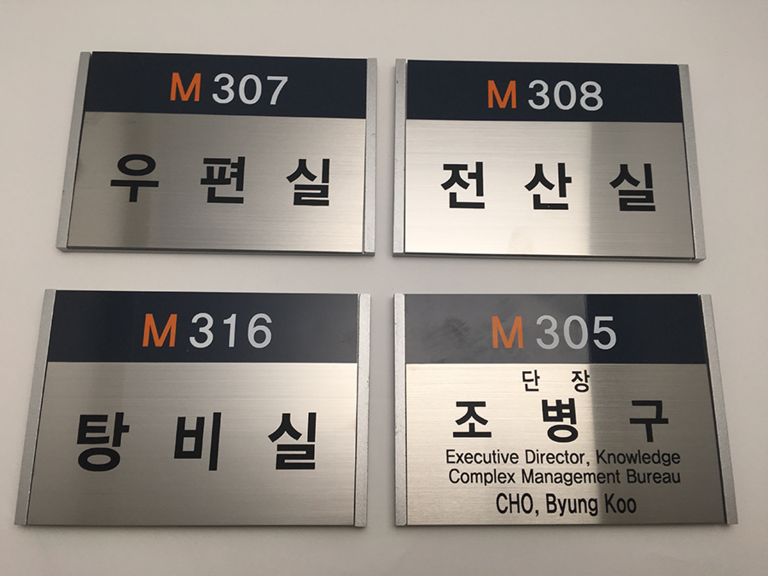 M 307
우 편 실
M 308
전 산 실
M 316
탕 비 실
M 305
단 장
조 병 구
Executive Director, Knowledge
Complex Management Bureau
CHO, Byung Koo